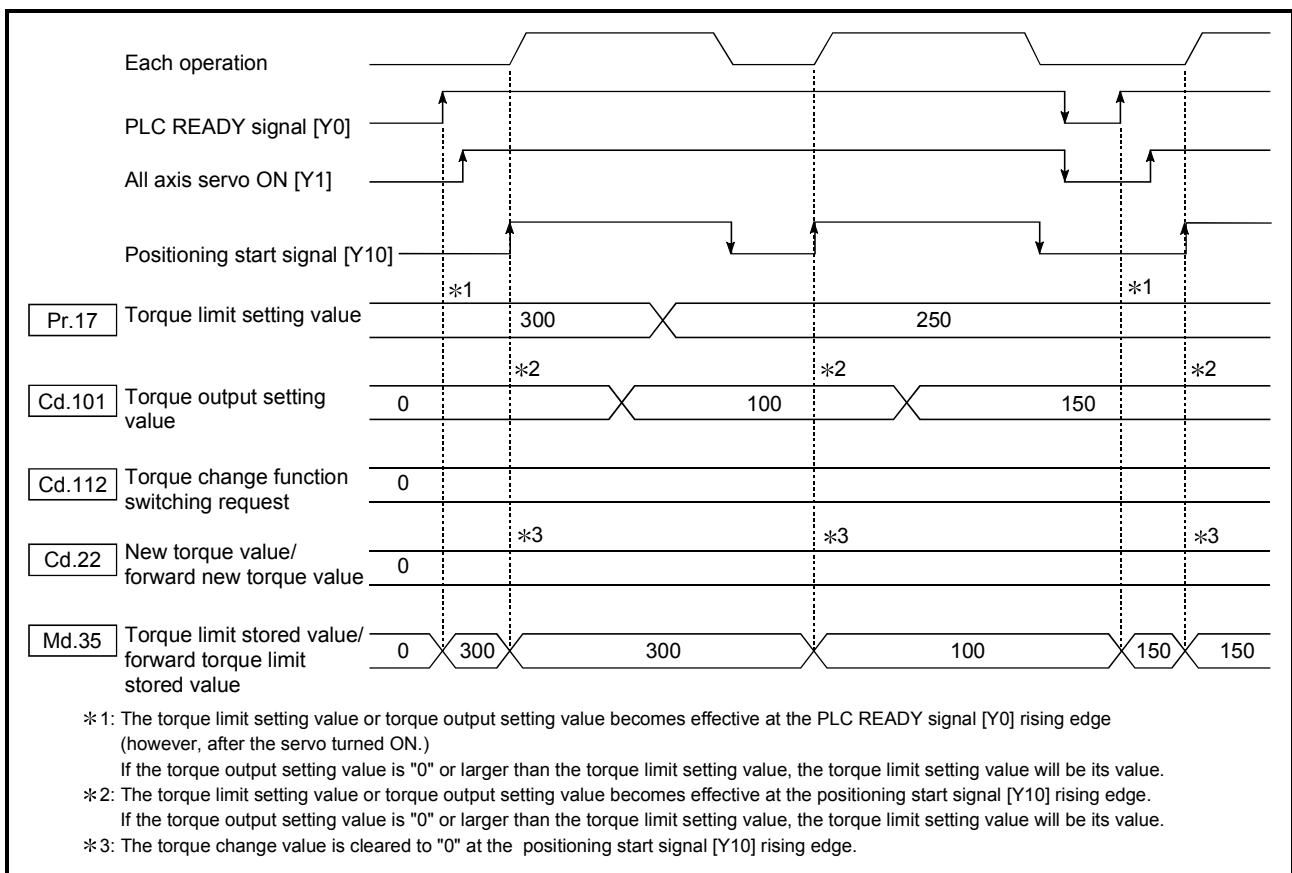 Each operation
PLC READY signal [Y0]
All axis servo ON [Y1]
Positioning start signal [Y10]
∗1 ∗1
Pr.17 Torque limit setting value 300 250
∗2 ∗2 ∗2
Cd.101 Torque output setting
value
0 100 150
Cd.112 Torque change function
switching request
0
∗3 ∗3 ∗3
Cd.22 New torque value/
forward new torque value
0
Md.35 Torque limit stored value/
forward torque limit
stored value
0 300 300 100 150 150
∗1: The torque limit setting value or torque output setting value becomes effective at the PLC READY signal [Y0] rising edge
(however, after the servo turned ON.)
If the torque output setting value is "0" or larger than the torque limit setting value, the torque limit setting value will be its value.
∗2: The torque limit setting value or torque output setting value becomes effective at the positioning start signal [Y10] rising edge.
If the torque output setting value is "0" or larger than the torque limit setting value, the torque limit setting value will be its value.
∗3: The torque change value is cleared to "0" at the positioning start signal [Y10] rising edge.